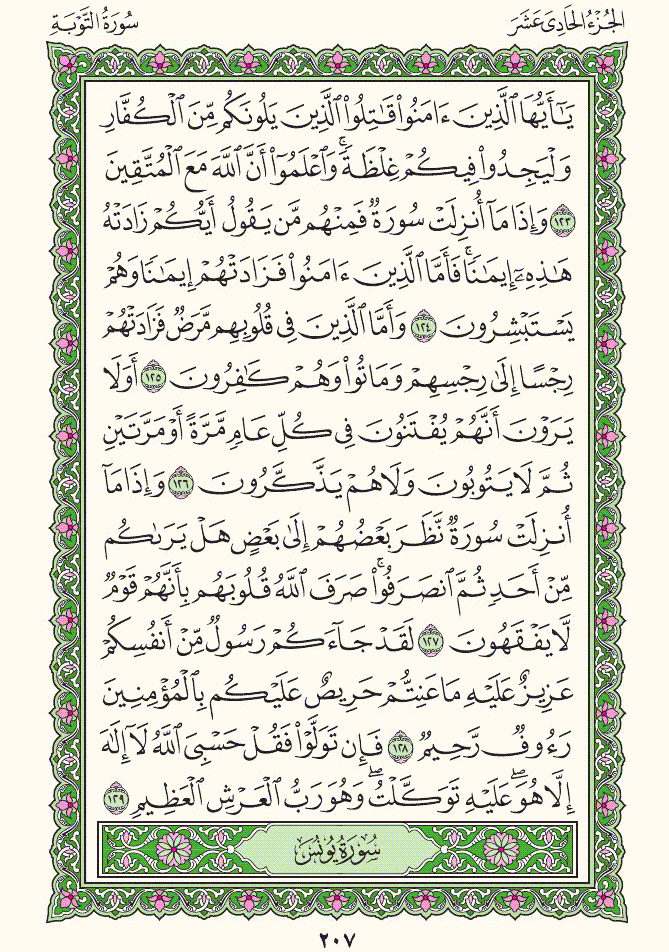 الجُزْءُ الحَادِىَ عَشَرَ
سُورَةُ التَّوْبَةِ
يَـٰٓأَيُّهَا ٱلَّذِينَ ءَامَنُوا۟ قَـٰتِلُوا۟ ٱلَّذِينَ يَلُونَكُم مِّنَ ٱلْكُفَّارِ
وَلْيَجِدُوا۟ فِيكُمْ غِلْظَةً ۚ وَٱعْلَمُوٓا۟ أَنَّ ٱللَّهَ مَعَ ٱلْمُتَّقِينَ
١٢٣ وَإِذَا مَآ أُنزِلَتْ سُورَةٌ فَمِنْهُم مَّن يَقُولُ أَيُّكُمْ زَادَتْهُ
هَـٰذِهِۦٓ إِيمَـٰنًا ۚ فَأَمَّا ٱلَّذِينَ ءَامَنُوا۟ فَزَادَتْهُمْ إِيمَـٰنًا وَهُمْ
يَسْتَبْشِرُونَ ١٢٤ وَأَمَّا ٱلَّذِينَ فِى قُلُوبِهِم مَّرَضٌ فَزَادَتْهُمْ
رِجْسًا إِلَىٰ رِجْسِهِمْ وَمَاتُوا۟ وَهُمْ كَـٰفِرُونَ ١٢٥ أَوَلَا
يَرَوْنَ أَنَّهُمْ يُفْتَنُونَ فِى كُلِّ عَامٍ مَّرَّةً أَوْ مَرَّتَيْنِ
ثُمَّ لَا يَتُوبُونَ وَلَا هُمْ يَذَّكَّرُونَ ١٢٦ وَإِذَا مَآ
أُنزِلَتْ سُورَةٌ نَّظَرَ بَعْضُهُمْ إِلَىٰ بَعْضٍ هَلْ يَرَىٰكُم
مِّنْ أَحَدٍ ثُمَّ ٱنصَرَفُوا۟ ۚ صَرَفَ ٱللَّهُ قُلُوبَهُم بِأَنَّهُمْ قَوْمٌ
لَّا يَفْقَهُونَ ١٢٧ لَقَدْ جَآءَكُمْ رَسُولٌ مِّنْ أَنفُسِكُمْ
عَزِيزٌ عَلَيْهِ مَا عَنِتُّمْ حَرِيصٌ عَلَيْكُم بِٱلْمُؤْمِنِينَ
رَءُوفٌ رَّحِيمٌ ١٢٨ فَإِن تَوَلَّوْا۟ فَقُلْ حَسْبِىَ ٱللَّهُ لَآ إِلَـٰهَ
إِلَّا هُوَ ۖ عَلَيْهِ تَوَكَّلْتُ ۖ وَهُوَ رَبُّ ٱلْعَرْشِ ٱلْعَظِيمِ ١٢٩
سُورَةُ يُونُسَ
٢٠٧